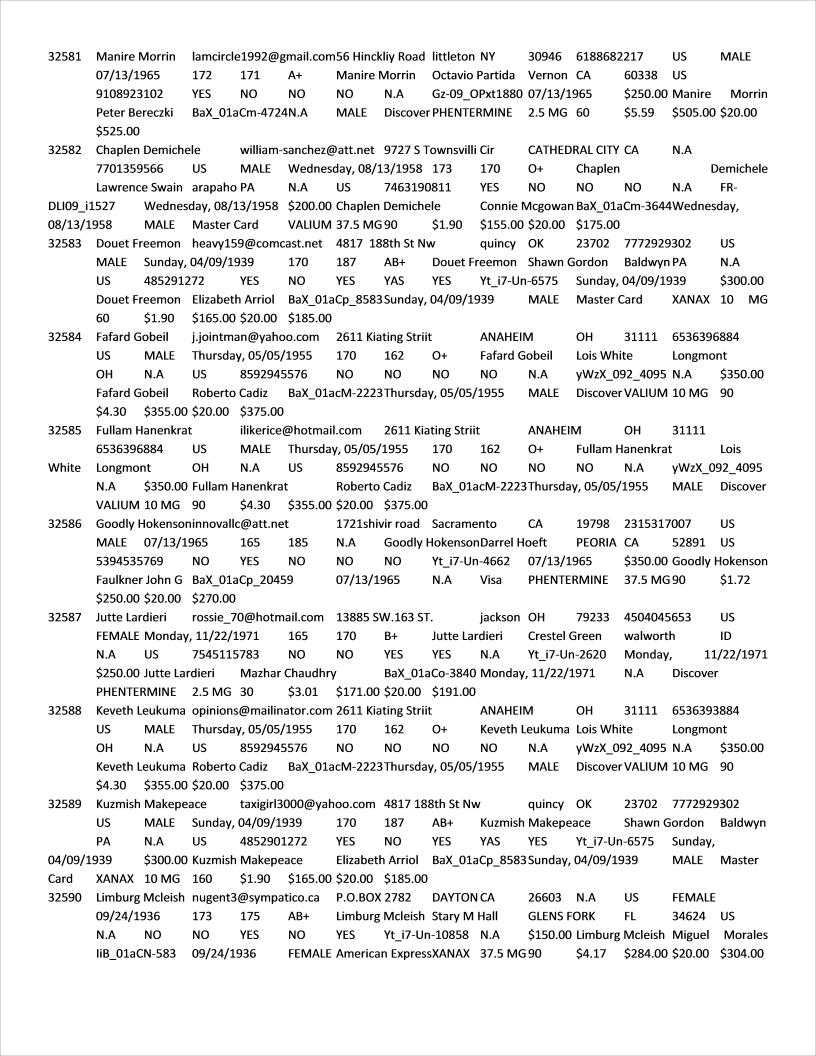 32581 Manire Morrin lamcircle1992@gmail.com56 Hinckliy Road littleton NY 30946 6188682217 US MALE
07/13/1965 172 171 A+ Manire Morrin Octavio Partida Vernon CA 60338 US
9108923102 YES NO NO NO N.A Gz-09_OPxt1880 07/13/1965 $250.00 Manire Morrin
Peter Bereczki BaX_01aCm-4724N.A MALE Discover PHENTERMINE 2.5 MG 60 $5.59 $505.00 $20.00
$525.00
32582 Chaplen Demichele william-sanchez@att.net 9727 S Townsvilli Cir CATHEDRAL CITY CA N.A
7701359566 US MALE Wednesday, 08/13/1958 173 170 O+ Chaplen Demichele
Lawrence Swain arapaho PA N.A US 7463190811 YES NO NO NO N.A FR-
DLI09_i1527 Wednesday, 08/13/1958 $200.00 Chaplen Demichele Connie Mcgowan BaX_01aCm-3644Wednesday,
08/13/1958 MALE Master Card VALIUM 37.5 MG 90 $1.90 $155.00 $20.00 $175.00
32583 Douet Freemon heavy159@comcast.net 4817 188th St Nw quincy OK 23702 7772929302 US
MALE Sunday, 04/09/1939 170 187 AB+ Douet Freemon Shawn Gordon Baldwyn PA N.A
US 485291272 YES NO YES YAS YES Yt_i7-Un-6575 Sunday, 04/09/1939 $300.00
Douet Freemon Elizabeth Arriol BaX_01aCp_8583Sunday, 04/09/1939 MALE Master Card XANAX 10 MG
60 $1.90 $165.00 $20.00 $185.00
32584 Fafard Gobeil j.jointman@yahoo.com 2611 Kiating Striit ANAHEIM OH 31111 6536396884
US MALE Thursday, 05/05/1955 170 162 O+ Fafard Gobeil Lois White Longmont
OH N.A US 8592945576 NO NO NO NO N.A yWzX_092_4095 N.A $350.00
Fafard Gobeil Roberto Cadiz BaX_01acM-2223Thursday, 05/05/1955 MALE Discover VALIUM 10 MG 90
$4.30 $355.00 $20.00 $375.00
32585 Fullam Hanenkrat ilikerice@hotmail.com 2611 Kiating Striit ANAHEIM OH 31111
6536396884 US MALE Thursday, 05/05/1955 170 162 O+ Fullam Hanenkrat Lois
White Longmont OH N.A US 8592945576 NO NO NO NO N.A yWzX_092_4095
N.A $350.00 Fullam Hanenkrat Roberto Cadiz BaX_01acM-2223Thursday, 05/05/1955 MALE Discover
VALIUM 10 MG 90 $4.30 $355.00 $20.00 $375.00
32586 Goodly Hokensoninnovallc@att.net 1721shivir road Sacramento CA 19798 2315317007 US
MALE 07/13/1965 165 185 N.A Goodly HokensonDarrel Hoeft PEORIA CA 52891 US
5394535769 NO YES NO NO NO Yt_i7-Un-4662 07/13/1965 $350.00 Goodly Hokenson
Faulkner John G BaX_01aCp_20459 07/13/1965 N.A Visa PHENTERMINE 37.5 MG 90 $1.72
$250.00 $20.00 $270.00
32587 Jutte Lardieri rossie_70@hotmail.com 13885 SW.163 ST. jackson OH 79233 4504045653 US
FEMALE Monday, 11/22/1971 165 170 B+ Jutte Lardieri Crestel Green walworth ID
N.A US 7545115783 NO NO YES YES N.A Yt_i7-Un-2620 Monday, 11/22/1971
$250.00 Jutte Lardieri Mazhar Chaudhry BaX_01aCo-3840 Monday, 11/22/1971 N.A Discover
PHENTERMINE 2.5 MG 30 $3.01 $171.00 $20.00 $191.00
32588 Keveth Leukuma opinions@mailinator.com 2611 Kiating Striit ANAHEIM OH 31111 6536393884
US MALE Thursday, 05/05/1955 170 162 O+ Keveth Leukuma Lois White Longmont
OH N.A US 8592945576 NO NO NO NO N.A yWzX_092_4095 N.A $350.00
Keveth Leukuma Roberto Cadiz BaX_01acM-2223Thursday, 05/05/1955 MALE Discover VALIUM 10 MG 90
$4.30 $355.00 $20.00 $375.00
32589 Kuzmish Makepeace taxigirl3000@yahoo.com 4817 188th St Nw quincy OK 23702 7772929302
US MALE Sunday, 04/09/1939 170 187 AB+ Kuzmish Makepeace Shawn Gordon Baldwyn
PA N.A US 4852901272 YES NO YES YAS YES Yt_i7-Un-6575 Sunday,
04/09/1939 $300.00 Kuzmish Makepeace Elizabeth Arriol BaX_01aCp_8583Sunday, 04/09/1939 MALE Master
Card XANAX 10 MG 160 $1.90 $165.00 $20.00 $185.00
32590 Limburg Mcleish nugent3@sympatico.ca P.O.BOX 2782 DAYTON CA 26603 N.A US FEMALE
09/24/1936 173 175 AB+ Limburg Mcleish Stary M Hall GLENS FORK FL 34624 US
N.A NO NO YES NO YES Yt_i7-Un-10858 N.A $150.00 Limburg Mcleish Miguel Morales
IiB_01aCN-583 09/24/1936 FEMALE American ExpressXANAX 37.5 MG 90 $4.17 $284.00 $20.00 $304.00